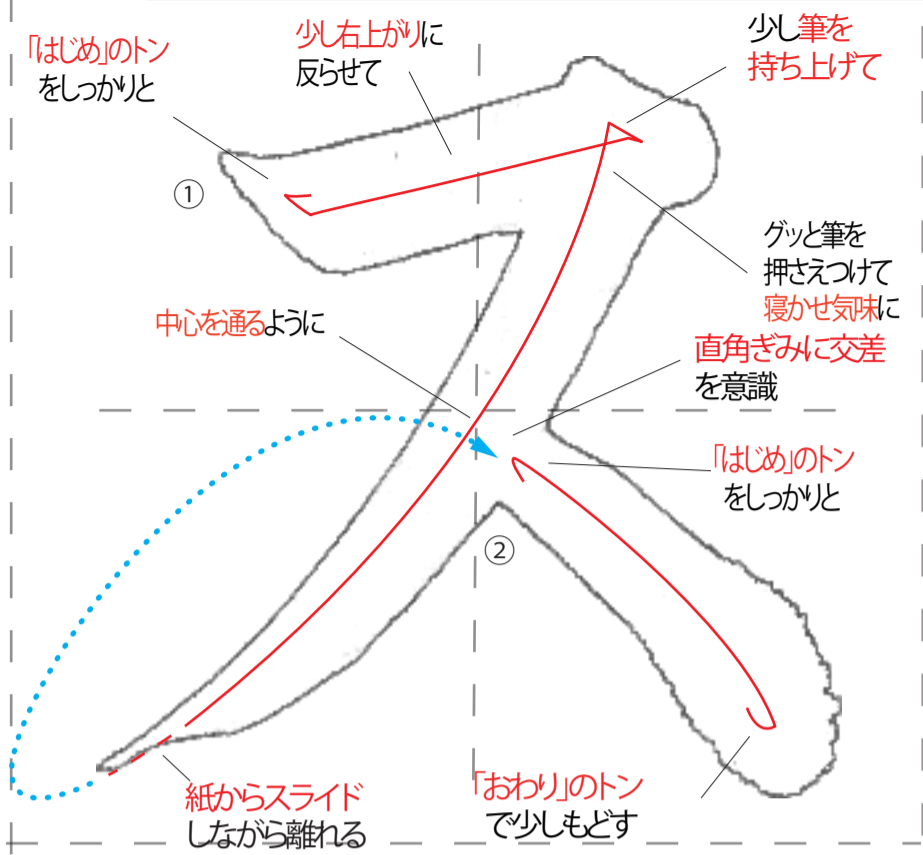 「はじめ」のトン
をしっかりと
少し右上がりに
反らせて
少し筆を
持ち上げて
①
グッと筆を
押さえつけて
寝かせ気味に
中心を通るように
直角ぎみに交差
を意識
「はじめ」のトン
をしっかりと
②
紙からスライド
しながら離れる
「おわり」のトン
で少しもどす
ス